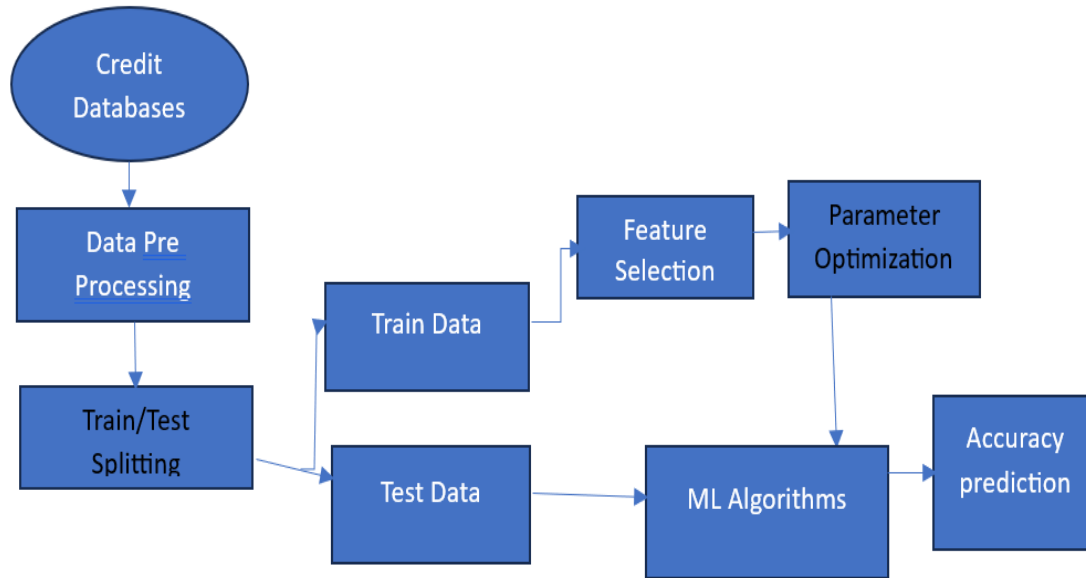 Credit
Databases
Data Pre
Processing
Train/Test
Splitting
Train Data
Test Data
Feature
Selection
Parameter
Optimization
ML Algorithms
Accuracy
prediction